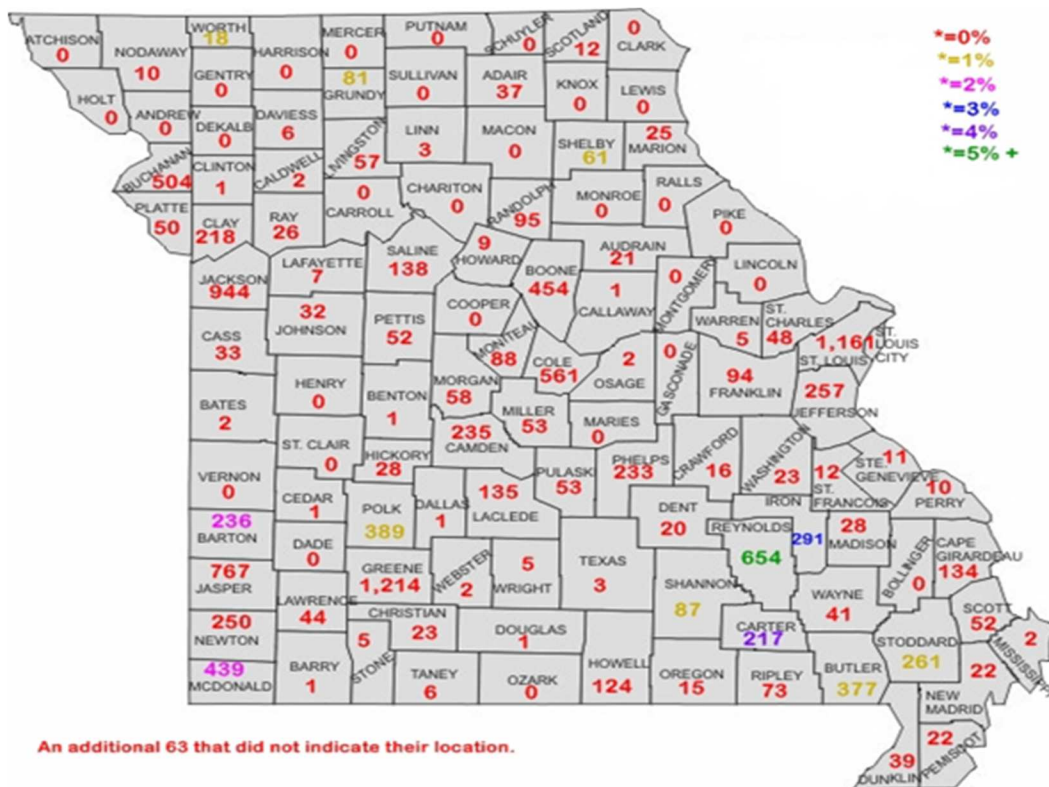 ATCHISON
0
NODAWAY
10
WORTH
18
HARRISON
0
MERCER
0
PUTNAM
0
SCHUYLER
0
SCOTLAND
12
0
CLARK
*=0%
*=1%
*=2%
*=3%
*=4%
*=5% +
HOLT
0
ANDREW
0
GENTRY
0
DEKALB
0
DAVIESS
6
81
GRUNDY
SULLIVAN
0
ADAIR
37
KNOX
0
LEWIS
0
BUCHANAN
504
CLINTON
1
CALDWELL
2
LIVINGSTON
57
LINN
3
MACON
0
SHELBY
61
25
MARION
PLATTE
50
CLAY
218
RAY
26
0
CARROLL
CHARITON
0
RANDOLPH
95
MONROE
0
RALLS
0
PIKE
0
JACKSON
944
LAFAYETTE
7
SALINE
138
9
HOWARD
BOONE
454
AUDRAIN
21
1
CALLAWAY
0
MONTGOMERY
LINCOLN
0
CASS
33
32
JOHNSON
PETTIS
52
COOPER
0
MONITEAU
88
COLE
561
2
OSAGE
0
GASCONADE
WARREN
5
ST.
CHARLES
48
1,161
ST. LOUIS
ST.
LOUIS
CITY
BATES
2
HENRY
0
BENTON
1
MORGAN
58
MILLER
53
MARIES
0
94
FRANKLIN
257
JEFFERSON
VERNON
0
ST. CLAIR
0
HICKORY
28
235
CAMDEN
PULASKI
53
PHELPS
233
CRAWFORD
16
WASHINGTON
23
12
ST.
FRANCOIS
11
STE.
GENEVIEVE
10
PERRY
236
BARTON
CEDAR
1
POLK
389
DALLAS
1
135
LACLEDE
DENT
20
IRON
291
REYNOLDS
654
28
MADISON
BOLLINGER
0
CAPE
GIRARDEAU
134
767
JASPER
DADE
0
GREENE
1,214
WEBSTER
2
5
WRIGHT
TEXAS
3
SHANNON
87
WAYNE
41
SCOTT
52
250
NEWTON
LAWRENCE
44
CHRISTIAN
23
DOUGLAS
1
CARTER
217
STODDARD
261
2
MISSISSIPPI
439
MCDONALD
BARRY
1
5
STONE
TANEY
6
OZARK
0
HOWELL
124
OREGON
15
RIPLEY
73
BUTLER
377
22
NEW
MADRID
An additional 63 that did not indicate their location.
39
DUNKLIN
22
PEMISCOT